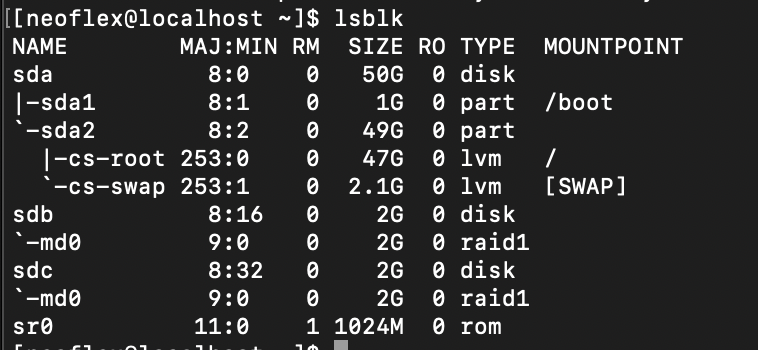 [[neoflex@localhost ~]$ lsblk
NAME        MAJ:MIN RM  SIZE RO TYPE  MOUNTPOINT
sda           8:0    0   50G  0 disk
|-sda1        8:1    0    1G  0 part  /boot
`-sda2        8:2    0   49G  0 part
  |-cs-root 253:0    0   47G  0 lvm   /
  `-cs-swap 253:1    0  2.1G  0 lvm   [SWAP]
sdb           8:16   0    2G  0 disk
`-md0         9:0    0    2G  0 raid1
sdc           8:32   0    2G  0 disk
`-md0         9:0    0    2G  0 raid1
sr0          11:0    1 1024M  0 rom
[neoflex@localhost ~]$